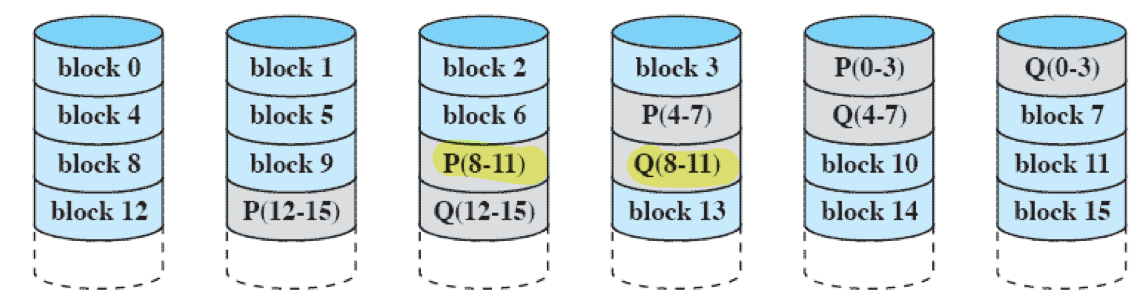 block 0 block 1 block 2 block 3 P(0-3) Q(0-3)
block 4 block 5 block 6 P(4-7) Q(4-7) block 7
block 8 block 9 P(8-11) Q(8-11) block 10 block 11
block 12 P(12-15) Q(12-15) block 13 block 14 block 15